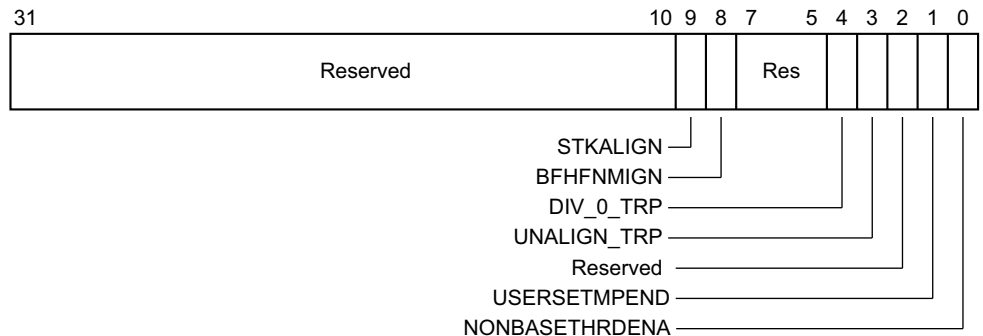 31 10 9 8 7 5 4 3 2 1 0
Reserved Res
STKALIGN
BFHFNMIGN
DIV_0_TRP
UNALIGN_TRP
Reserved
USERSETMPEND
NONBASETHRDENA